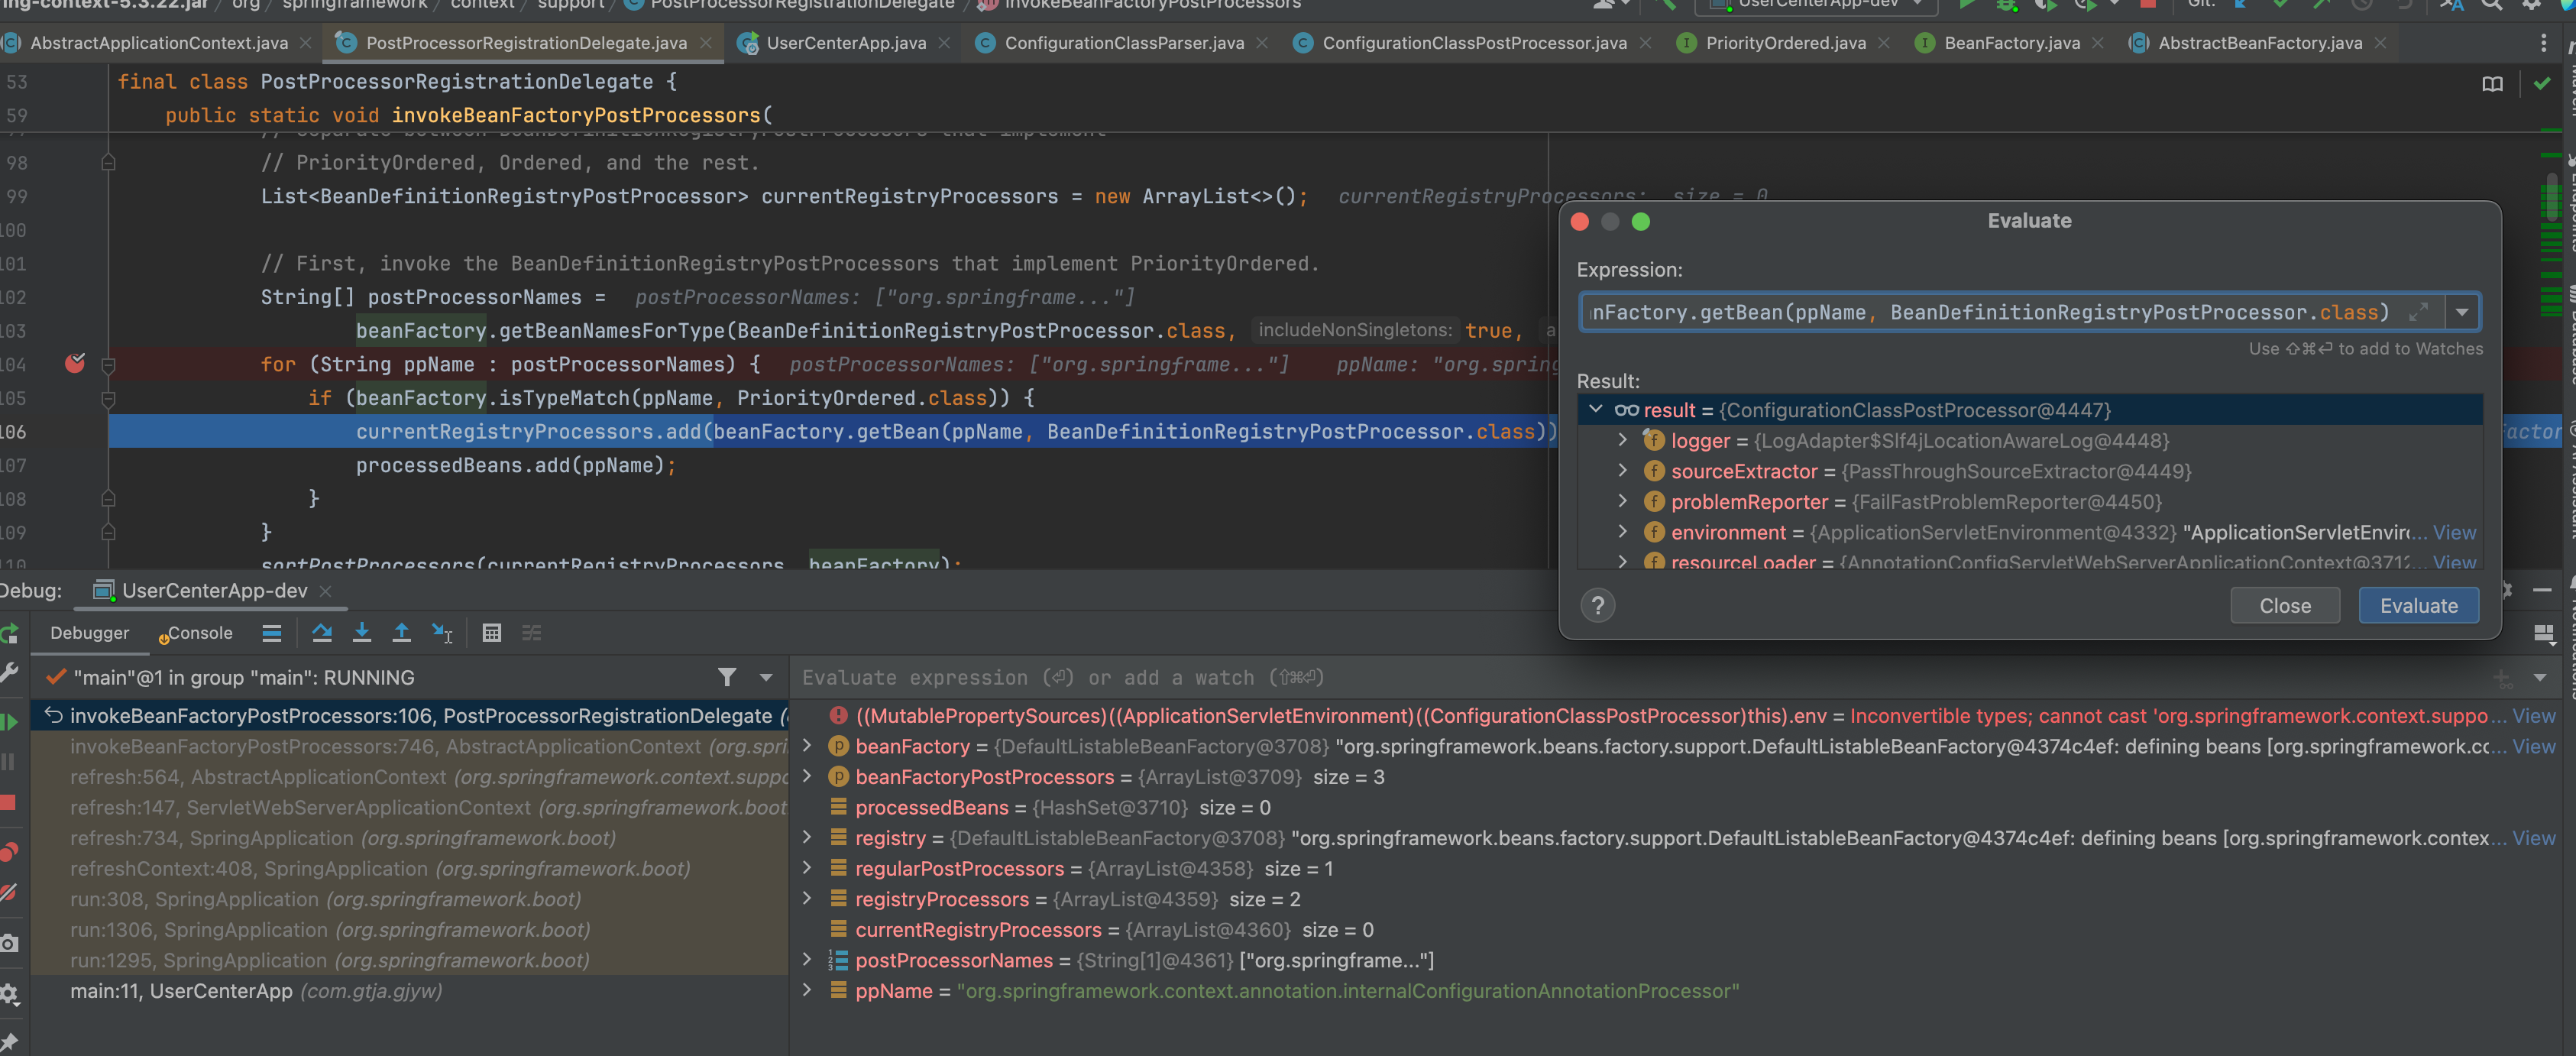 ing-context-5.3.22.jar / org / springframework / context / support / PostProcessorRegistrationDelegate / invokeBeanFactoryPostProcessors
UserCenterApp-dev
Git:
AbstractApplicationContext.java
PostProcessorRegistrationDelegate.java
UserCenterApp.java
ConfigurationClassParser.java
ConfigurationClassPostProcessor.java
PriorityOrdered.java
BeanFactory.java
AbstractBeanFactory.java
53 final class PostProcessorRegistrationDelegate {
59 public static void invokeBeanFactoryPostProcessors(
// Separate between BeanDefinitionRegistryPostProcessors that implement
98 // PriorityOrdered, Ordered, and the rest.
99 List<BeanDefinitionRegistryPostProcessor> currentRegistryProcessors = new ArrayList<>(); currentRegistryProcessors: size = 0
100
101 // First, invoke the BeanDefinitionRegistryPostProcessors that implement PriorityOrdered.
102 String[] postProcessorNames = postProcessorNames: ["org.springframe..."]
103 beanFactory.getBeanNamesForType(BeanDefinitionRegistryPostProcessor.class, includeNonSingletons: true, a
104 for (String ppName : postProcessorNames) { postProcessorNames: ["org.springframe..."] ppName: "org.spring
105 if (beanFactory.isTypeMatch(ppName, PriorityOrdered.class)) {
106 currentRegistryProcessors.add(beanFactory.getBean(ppName, BeanDefinitionRegistryPostProcessor.class))
107 processedBeans.add(ppName);
108 }
109 }
110 sortPostProcessors(currentRegistryProcessors, beanFactory);
Evaluate
Expression:
nFactory.getBean(ppName, BeanDefinitionRegistryPostProcessor.class)
Use ⇧⌘⏎ to add to Watches
Result:
result = {ConfigurationClassPostProcessor@4447}
logger = {LogAdapter$Slf4jLocationAwareLog@4448}
sourceExtractor = {PassThroughSourceExtractor@4449}
problemReporter = {FailFastProblemReporter@4450}
environment = {ApplicationServletEnvironment@4332} "ApplicationServletEnvir... View
resourceLoader = {AnnotationConfigServletWebServerApplicationContext@3712... View
? Close Evaluate
Debug: UserCenterApp-dev
Debugger Console
"main"@1 in group "main": RUNNING
Evaluate expression (⏎) or add a watch (⇧⌘⏎)
invokeBeanFactoryPostProcessors:106, PostProcessorRegistrationDelegate (
invokeBeanFactoryPostProcessors:746, AbstractApplicationContext (org.spri
refresh:564, AbstractApplicationContext (org.springframework.context.suppo
refresh:147, ServletWebServerApplicationContext (org.springframework.boot
refresh:734, SpringApplication (org.springframework.boot)
refreshContext:408, SpringApplication (org.springframework.boot)
run:308, SpringApplication (org.springframework.boot)
run:1306, SpringApplication (org.springframework.boot)
run:1295, SpringApplication (org.springframework.boot)
main:11, UserCenterApp (com.gtja.gjyw)
((MutablePropertySources)((ApplicationServletEnvironment)((ConfigurationClassPostProcessor)this).env = Inconvertible types; cannot cast 'org.springframework.context.suppo... View
beanFactory = {DefaultListableBeanFactory@3708} "org.springframework.beans.factory.support.DefaultListableBeanFactory@4374c4ef: defining beans [org.springframework.cc... View
beanFactoryPostProcessors = {ArrayList@3709} size = 3
processedBeans = {HashSet@3710} size = 0
registry = {DefaultListableBeanFactory@3708} "org.springframework.beans.factory.support.DefaultListableBeanFactory@4374c4ef: defining beans [org.springframework.contex... View
regularPostProcessors = {ArrayList@4358} size = 1
registryProcessors = {ArrayList@4359} size = 2
currentRegistryProcessors = {ArrayList@4360} size = 0
postProcessorNames = {String[1]@4361} ["org.springframe..."]
ppName = "org.springframework.context.annotation.internalConfigurationAnnotationProcessor"